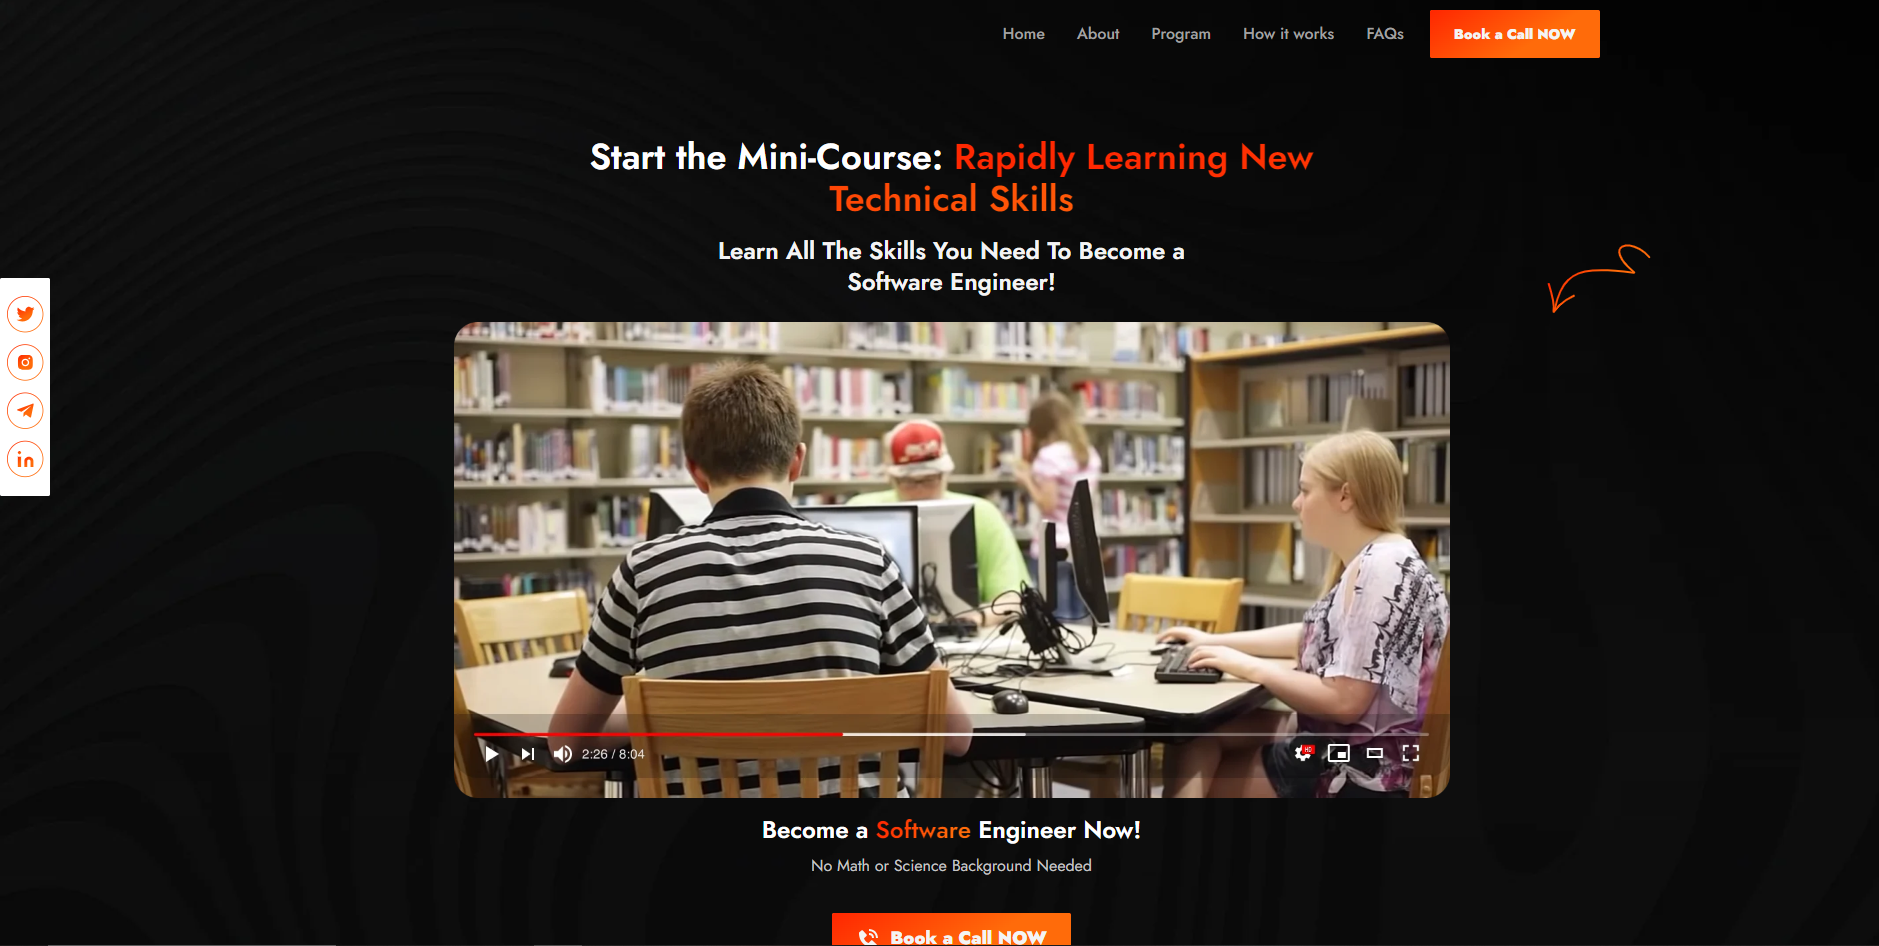 Home About Program How it works FAQs Book a Call NOW
Start the Mini-Course: Rapidly Learning New
Technical Skills
Learn All The Skills You Need To Become a
Software Engineer!
2:26 / 8:04
HD
Become a Software Engineer Now!
No Math or Science Background Needed
Book a Call NOW